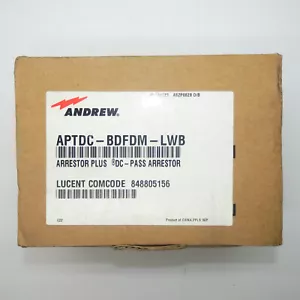 ANDREW.
APTDC-BDFDM-LWB
ARRESTOR PLUS DC-PASS ARRESTOR
LUCENT COMCODE 848805156